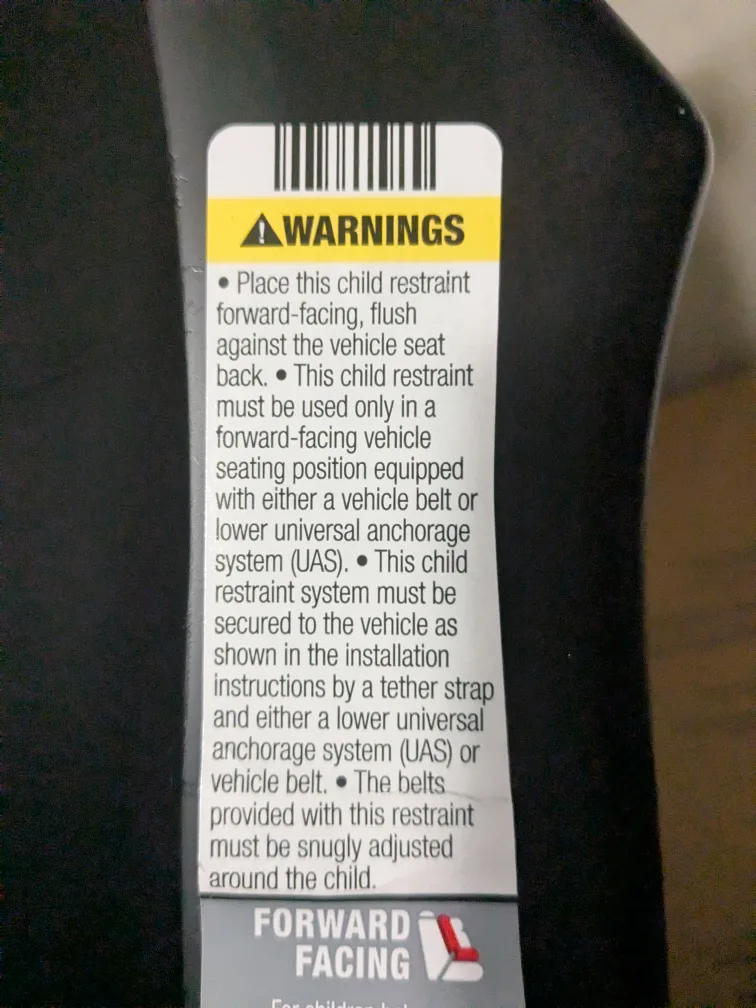 WARNINGS
• Place this child restraint
forward-facing, flush
against the vehicle seat
back. • This child restraint
must be used only in a
forward-facing vehicle
seating position equipped
with either a vehicle belt or
lower universal anchorage
system (UAS). • This child
restraint system must be
secured to the vehicle as
shown in the installation
instructions by a tether strap
and either a lower universal
anchorage system (UAS) or
vehicle belt. • The belts
provided with this restraint
must be snugly adjusted
around the child.
FORWARD
FACING
For children